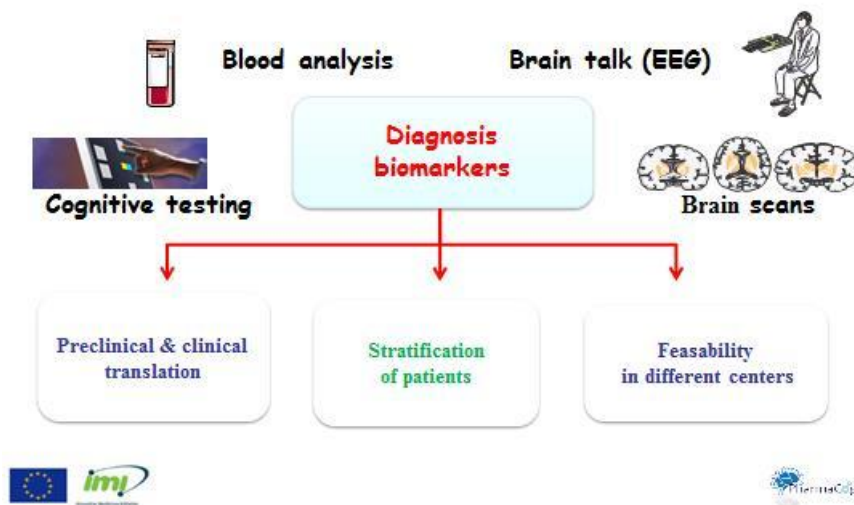 Blood analysis
Brain talk (EEG)
Diagnosis
biomarkers
Cognitive testing
Brain scans
Preclinical & clinical
translation
Stratification
of patients
Feasability
in different centers
imi